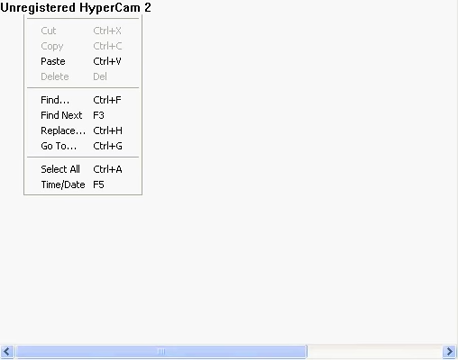 Unregistered HyperCam 2
Cut Ctrl+X
Copy Ctrl+C
Paste Ctrl+V
Delete Del
Find... Ctrl+F
Find Next F3
Replace... Ctrl+H
Go To... Ctrl+G
Select All Ctrl+A
Time/Date F5